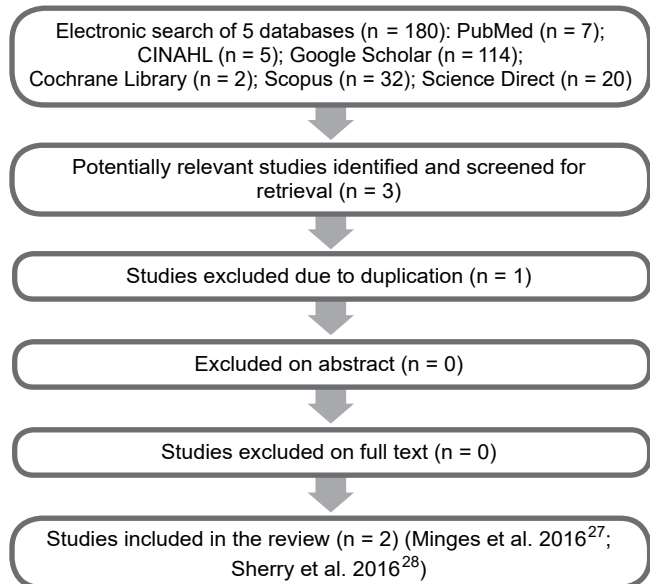 Electronic search of 5 databases (n = 180): PubMed (n = 7);
CINAHL (n = 5); Google Scholar (n = 114);
Cochrane Library (n = 2); Scopus (n = 32); Science Direct (n = 20)
Potentially relevant studies identified and screened for
retrieval (n = 3)
Studies excluded due to duplication (n = 1)
Excluded on abstract (n = 0)
Studies excluded on full text (n = 0)
Studies included in the review (n = 2) (Minges et al. 2016²⁷;
Sherry et al. 2016²⁸)